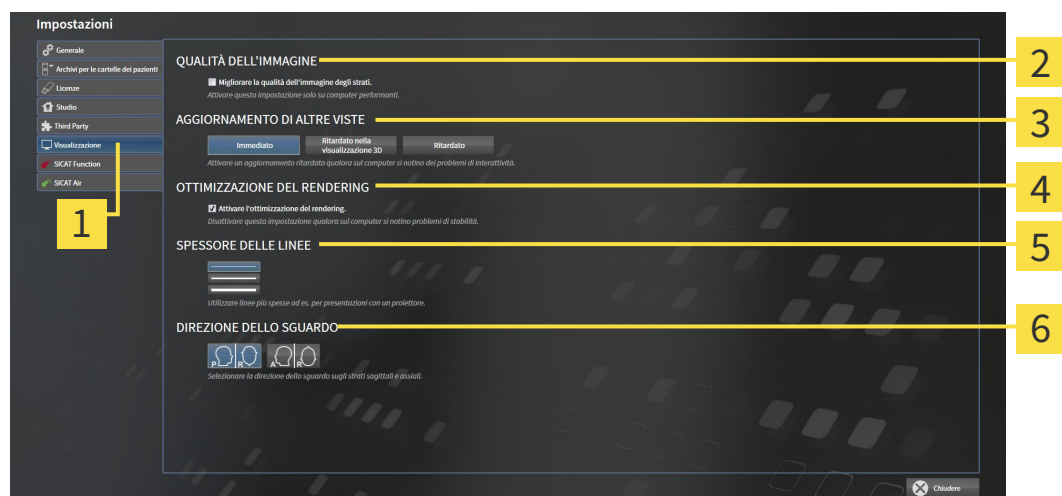 Impostazioni
Generale
Archivi per le cartelle dei pazienti
Licenze
Studio
Third Party
Visualizzazione
SICAT Function
SICAT Air
1
QUALITÀ DELL'IMMAGINE
2
Migliorare la qualità dell'immagine degli strati.
Attivare questa impostazione solo su computer performanti.
AGGIORNAMENTO DI ALTRE VISTE
3
Immediato
Ritardato nella
visualizzazione 3D
Ritardato
Attivare un aggiornamento ritardato qualora sul computer si notino dei problemi di interattività.
OTTIMIZZAZIONE DEL RENDERING
4
Attivare l'ottimizzazione del rendering.
Disattivare questa impostazione qualora sul computer si notino problemi di stabilità.
SPESSORE DELLE LINEE
5
Utilizzare linee più spesse ad es. per presentazioni con un proiettore.
DIREZIONE DELLO SGUARDO
6
P R
A R
Selezionare la direzione dello sguardo sugli strati sagittali e assiali.
Chiudere